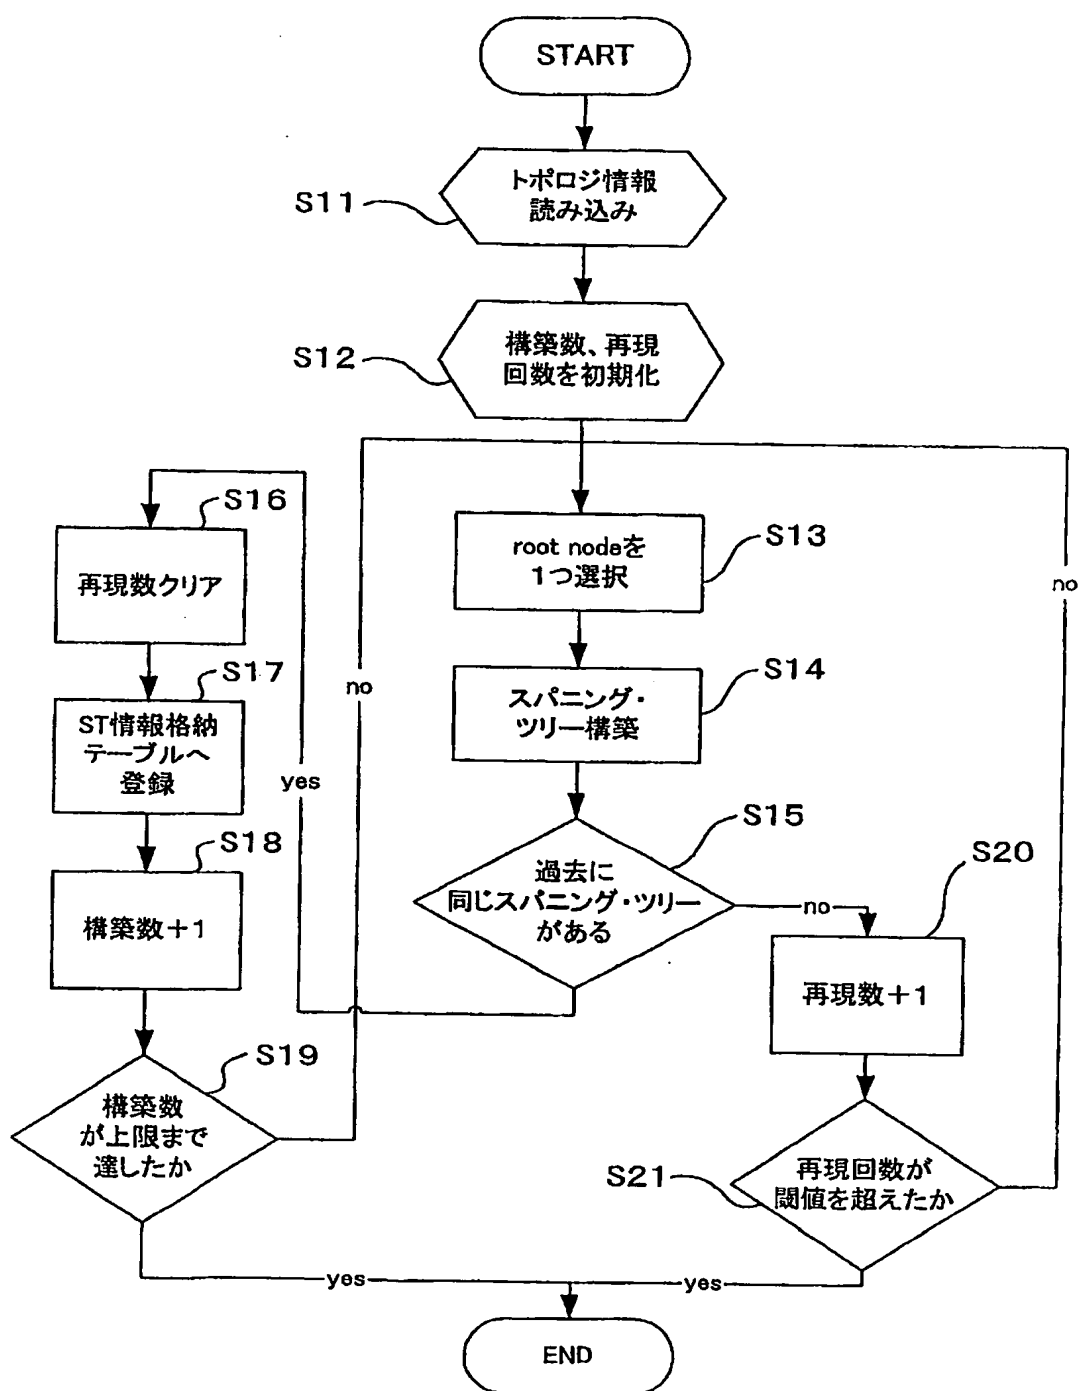 START
S11
トポロジ情報
読み込み
S12
構築数、再現
回数を初期化
S16
再現数クリア
S13
root nodeを
1つ選択
no
S17
ST情報格納
テーブルへ
登録
no
S14
スパニング・
ツリー構築
yes
S18
構築数+1
S15
過去に
同じスパニング・ツリー
がある
no
S20
再現数+1
S19
構築数
が上限まで
達したか
S21
再現回数が
閾値を超えたか
yes
yes
END